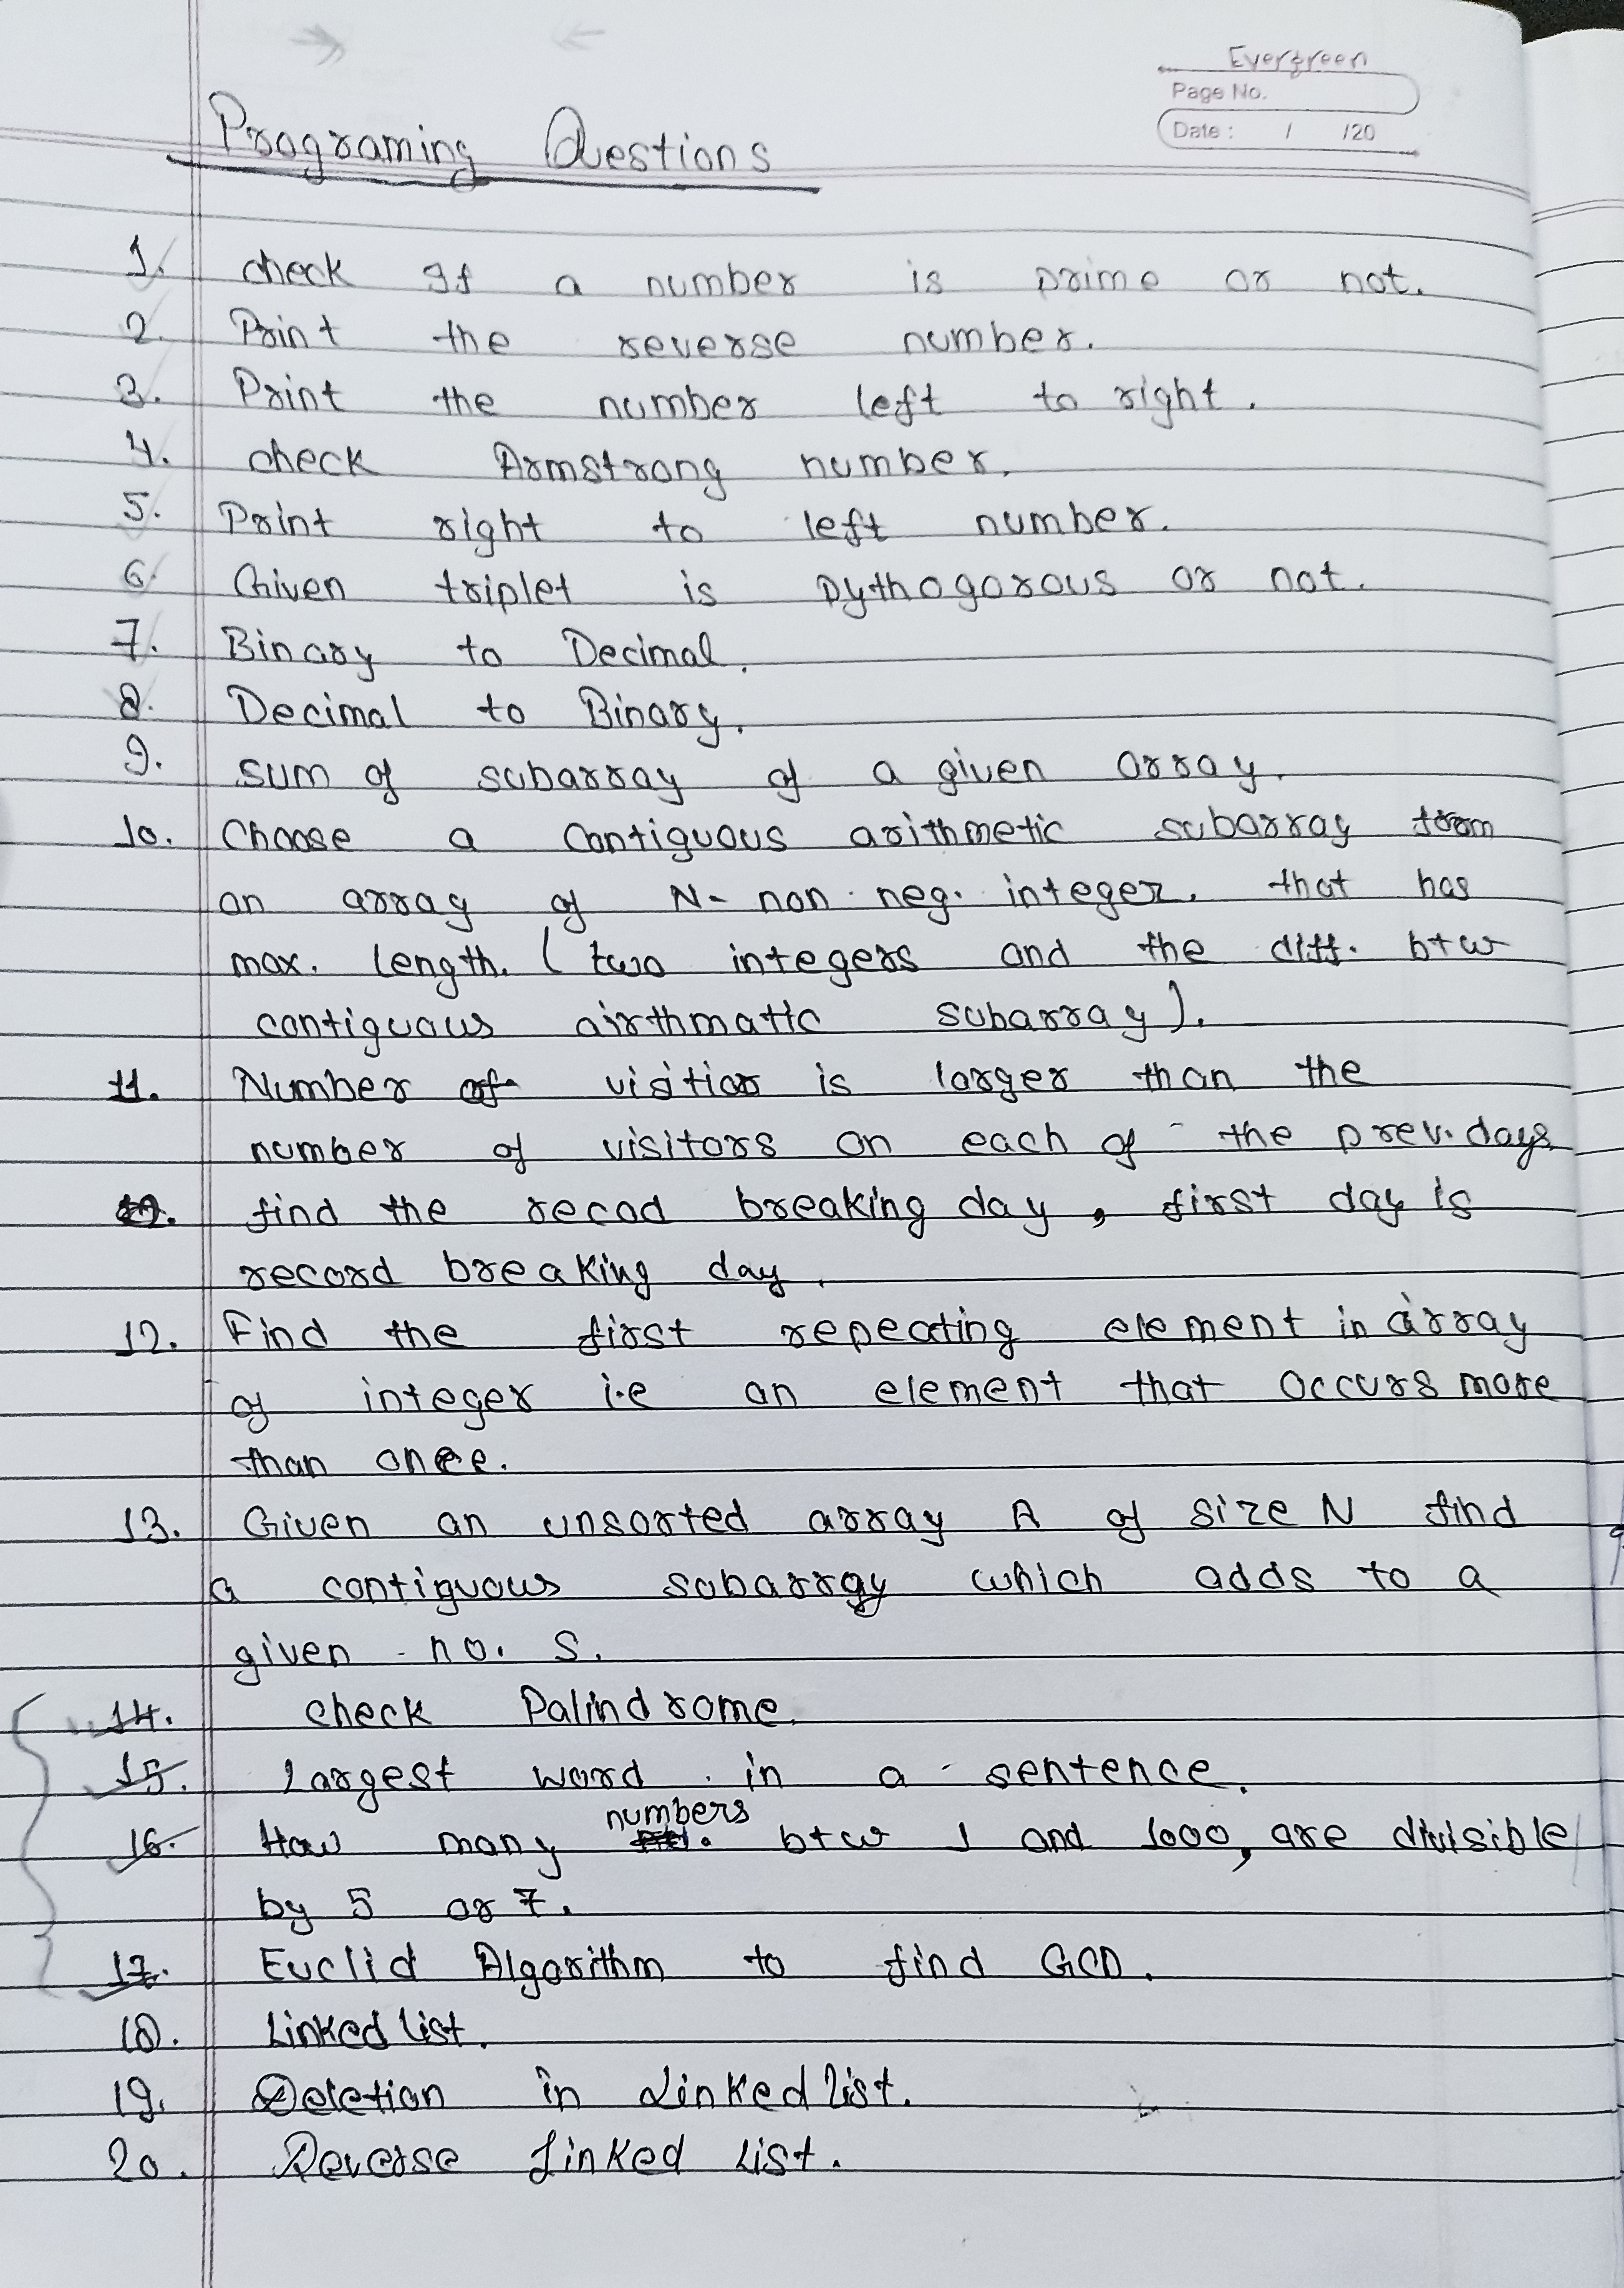 Evergreen
Page No.
Date : / /20
Programing Questions
1. check If a number is prime or not.
2. Print the reverse number.
3. Print the number left to right.
4. check Armstrong number.
5. Print right to left number.
6. Given triplet is pythogorous or not.
7. Binary to Decimal.
8. Decimal to Binary.
9. sum of subarray of a given array.
10. Choose a contiguous arithmetic subarray from
an array of N- non-neg. integer. that has
max. length. ( two integers and the diff. btw
contiguous airthmatic subarray ).
11. Number of visitior is larger than the
number of visitors on each of the prev. days
find the recod breaking day, first day is
record breaking day.
12. Find the first repeating element in array
of integer i.e an element that occurs more
than once.
13. Given an unsorted array A of size N find
a contiguous subarray which adds to a
given no. S.
14. check Palindrome.
15. Largest word in a sentence.
16. How many numbers btw 1 and 1000, are divisible
by 5 or 7.
17. Euclid Algorithm to find GCD.
18. Linked list.
19. Deletion in Linked list.
20. Reverse Linked List.